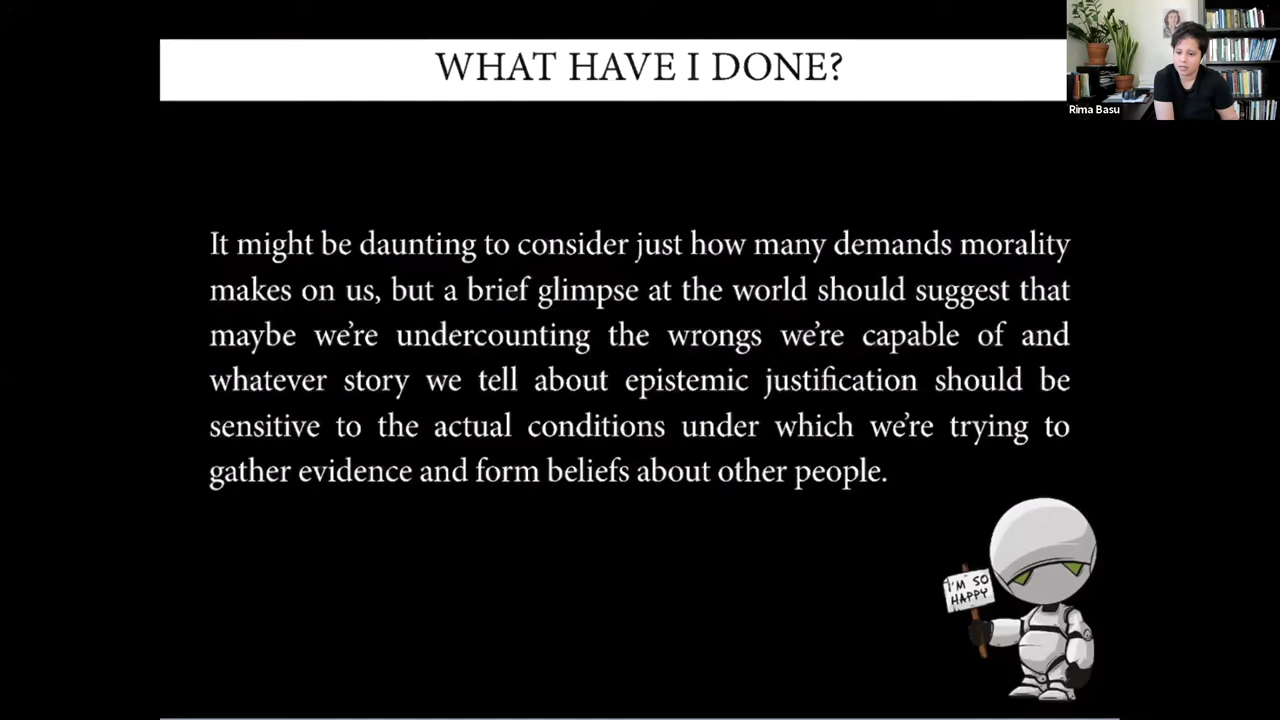 WHAT HAVE I DONE?
Rima Basu
It might be daunting to consider just how many demands morality
makes on us, but a brief glimpse at the world should suggest that
maybe we're undercounting the wrongs we're capable of and
whatever story we tell about epistemic justification should be
sensitive to the actual conditions under which we're trying to
gather evidence and form beliefs about other people.
I'M SO
HAPPY